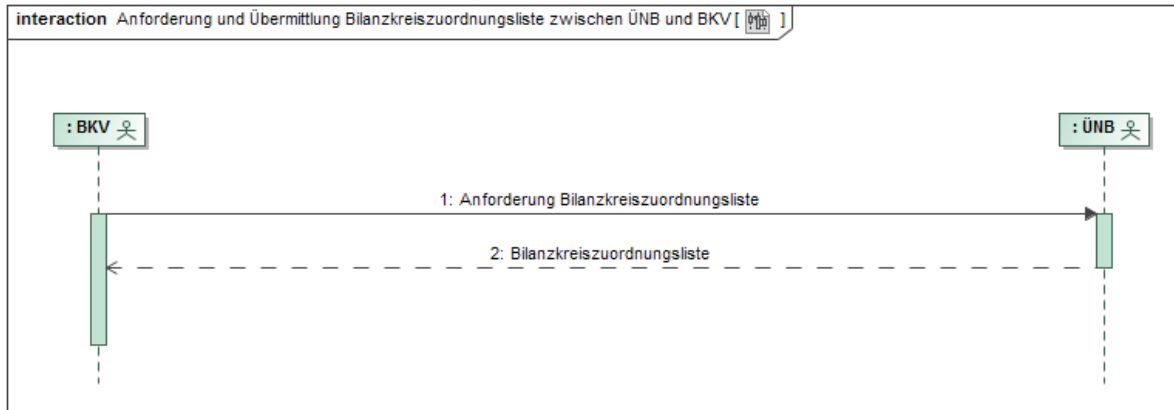 interaction Anforderung und Übermittlung Bilanzkreiszuordnungsliste zwischen ÜNB und BKV [ ]
: BKV
: ÜNB
1: Anforderung Bilanzkreiszuordnungsliste
2: Bilanzkreiszuordnungsliste